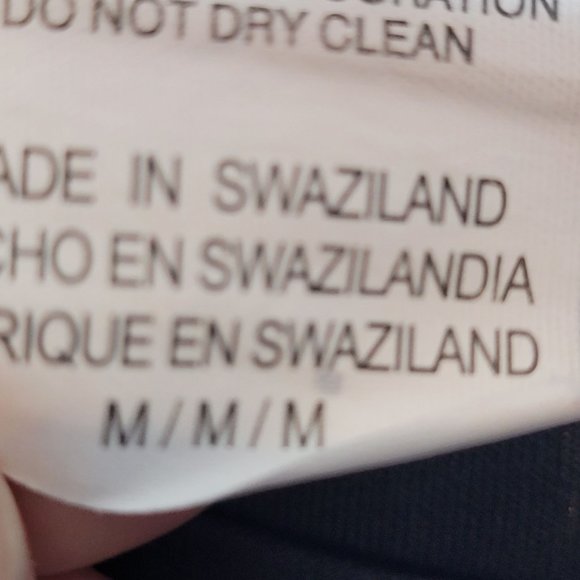 DO NOT DRY CLEAN
ADE IN SWAZILAND
CHO EN SWAZILANDIA
RIQUE EN SWAZILAND
M / M / M